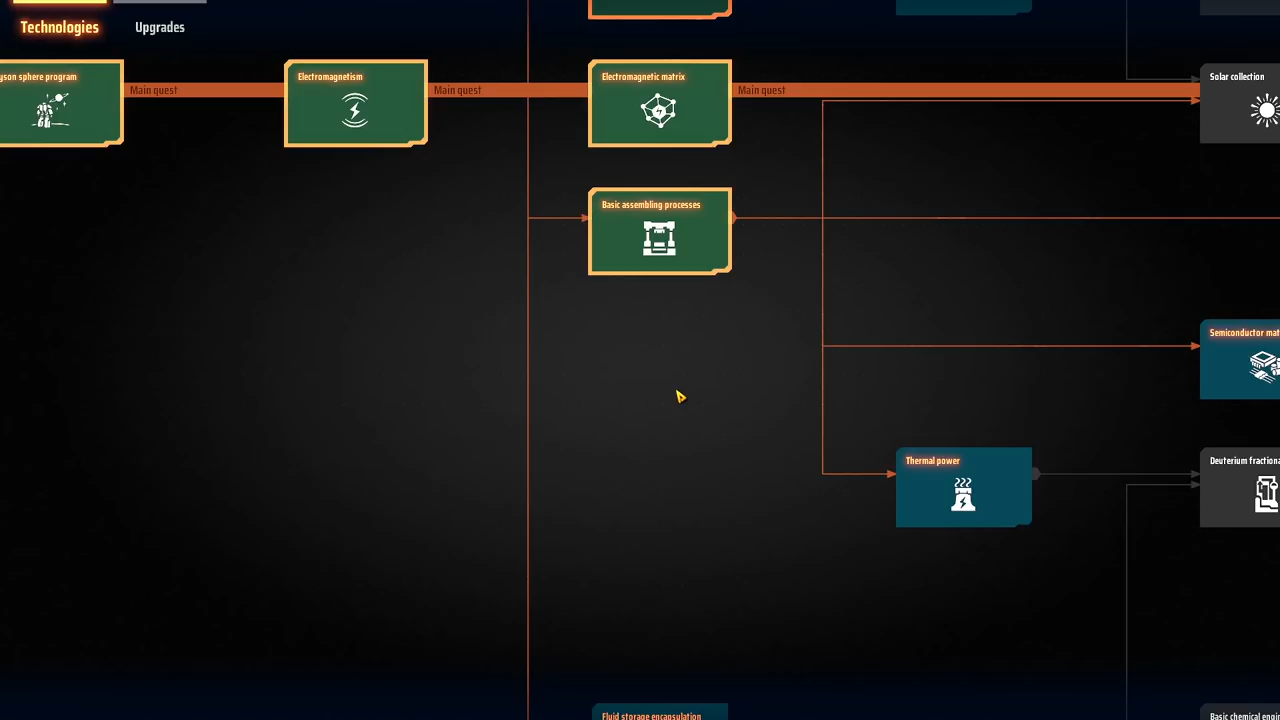 Technologies
Upgrades
yson sphere program
Electromagnetism
Electromagnetic matrix
Solar collection
Main quest
Main quest
Main quest
Basic assembling processes
Semiconductor mat
Thermal power
Deuterium fractiona
Fluid storage encapsulation
Basic chemical engi